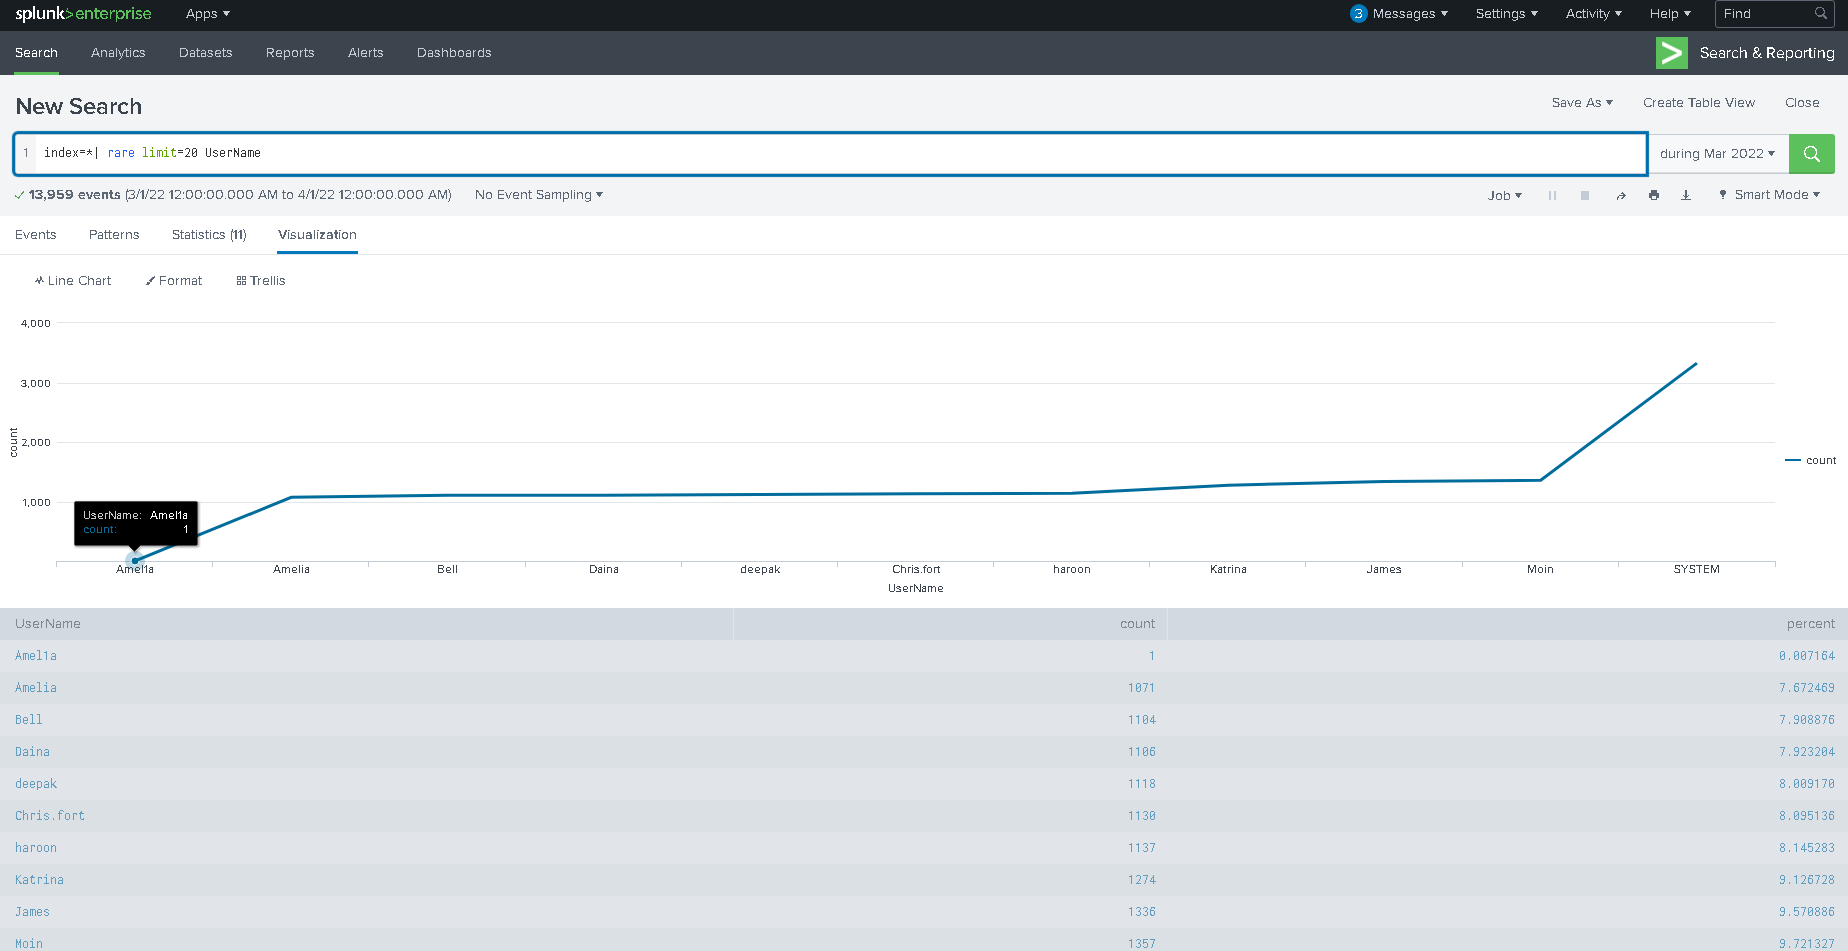 splunk>enterprise Apps 3 Messages Settings Activity Help Find
Search Analytics Datasets Reports Alerts Dashboards Search & Reporting
New Search Save As Create Table View Close
1 index=*| rare limit=20 UserName during Mar 2022
13,959 events (3/1/22 12:00:00.000 AM to 4/1/22 12:00:00.000 AM) No Event Sampling Job Smart Mode
Events Patterns Statistics (11) Visualization
Line Chart Format Trellis
4,000
3,000
2,000
1,000
count
UserName: Amel1a
count: 1
count
Amel1a Amelia Bell Daina deepak Chris.fort haroon Katrina James Moin SYSTEM
UserName
UserName count percent
Amel1a 1 0.007164
Amelia 1071 7.672469
Bell 1104 7.908876
Daina 1106 7.923204
deepak 1118 8.009170
Chris.fort 1130 8.095136
haroon 1137 8.145283
Katrina 1274 9.126728
James 1336 9.570886
Moin 1357 9.721327